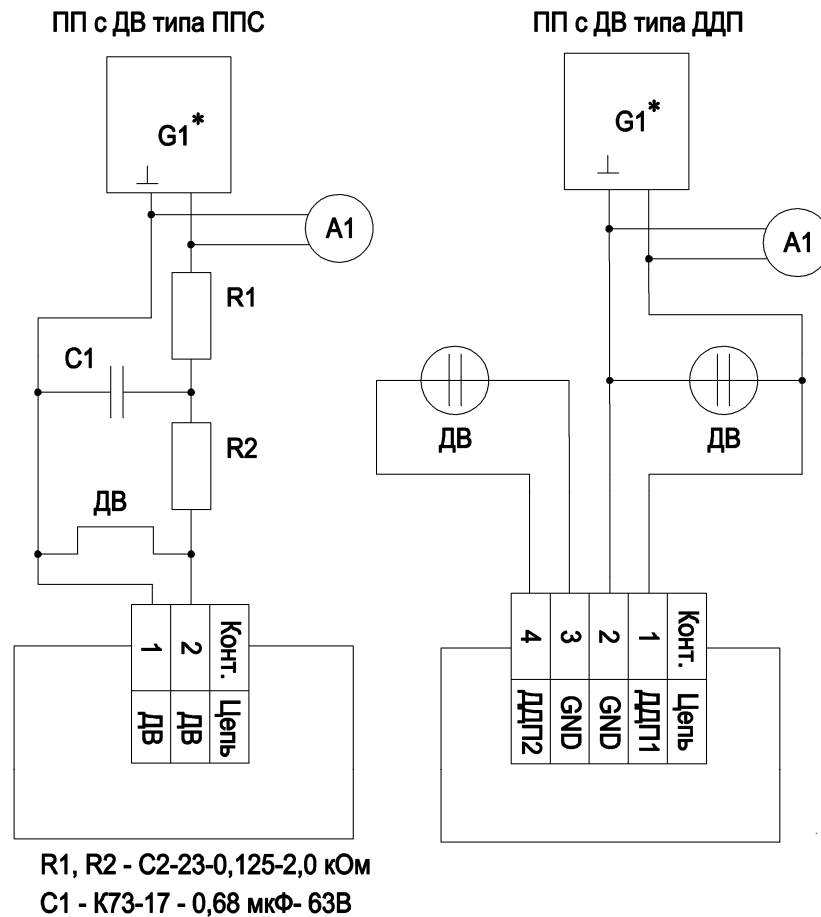 ПП с ДВ типа ППС
G1*
A1
R1
C1
R2
ДВ
1
2
Конт.
ДВ
ДВ
Цепь
R1, R2 - С2-23-0,125-2,0 кОм
С1 - К73-17 - 0,68 мкФ- 63В
ПП с ДВ типа ДДП
G1*
A1
ДВ
ДВ
4
3
2
1
Конт.
ДДП2
GND
GND
ДДП1
Цепь